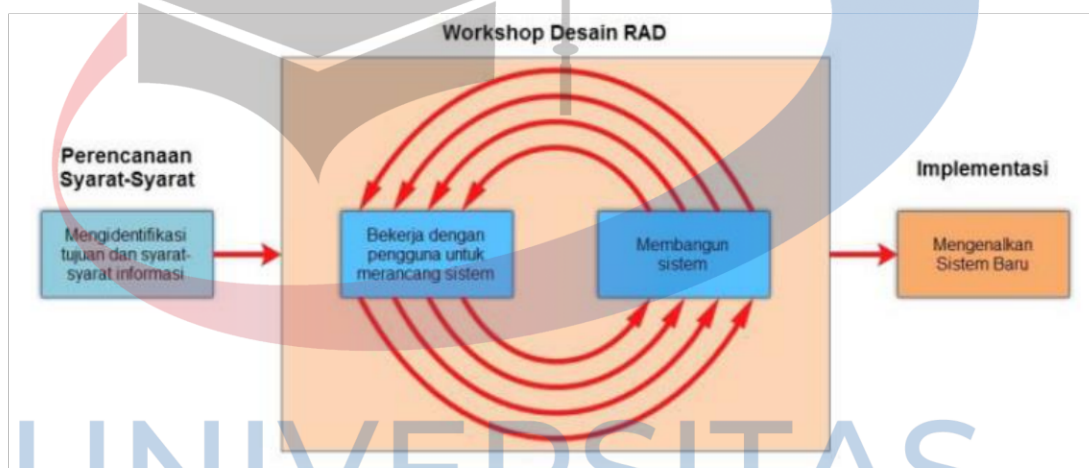 Workshop Desain RAD
Perencanaan
Syarat-Syarat
Mengidentifikasi
tujuan dan syarat-
syarat informasi
Bekerja dengan
pengguna untuk
merancang sistem
Membangun
sistem
Implementasi
Mengenalkan
Sistem Baru
UNIVERSITAS